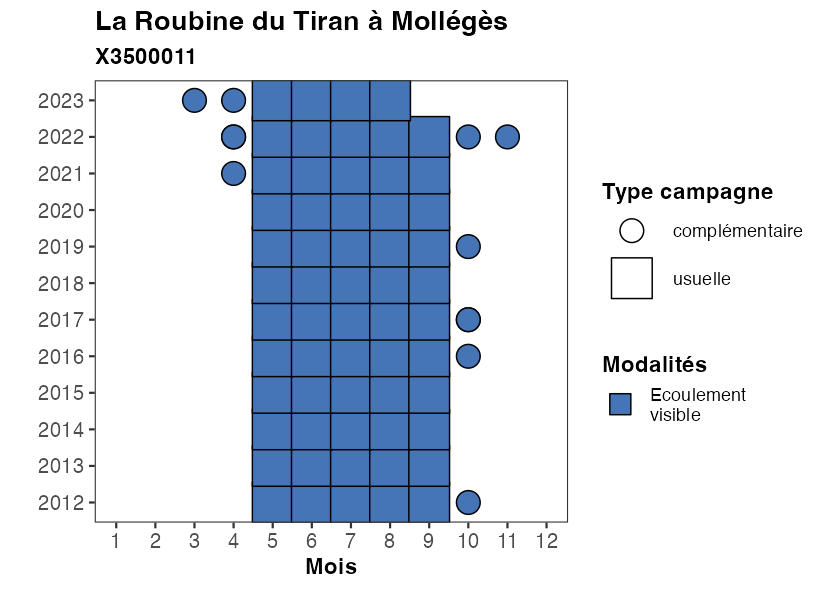 La Roubine du Tiran à Mollégès
X3500011
2023
2022
2021
2020
2019
2018
2017
2016
2015
2014
2013
2012
1 2 3 4 5 6 7 8 9 10 11 12
Mois
Type campagne
complémentaire
usuelle
Modalités
Ecoulement
visible